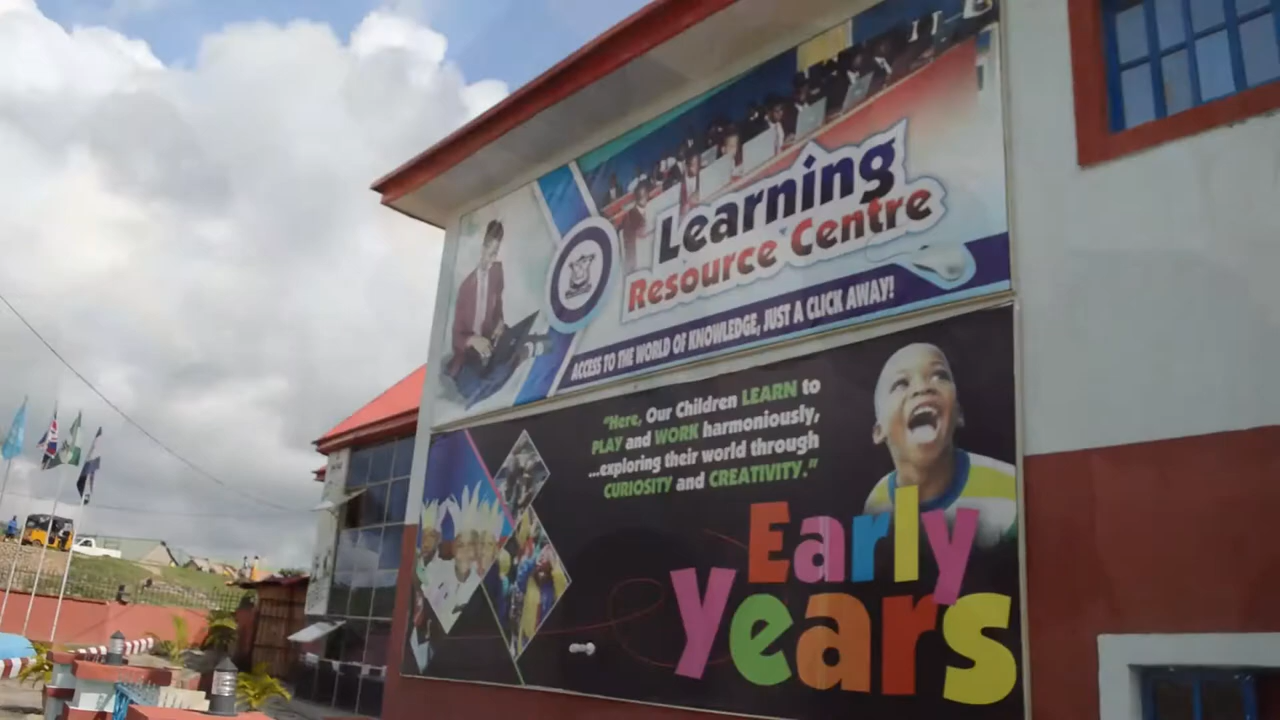 Learning
Resource Centre
ACCESS TO THE WORLD OF KNOWLEDGE, JUST A CLICK AWAY!
"Here, Our Children LEARN to
PLAY and WORK harmoniously,
...exploring their world through
CURIOSITY and CREATIVITY."
Early
years